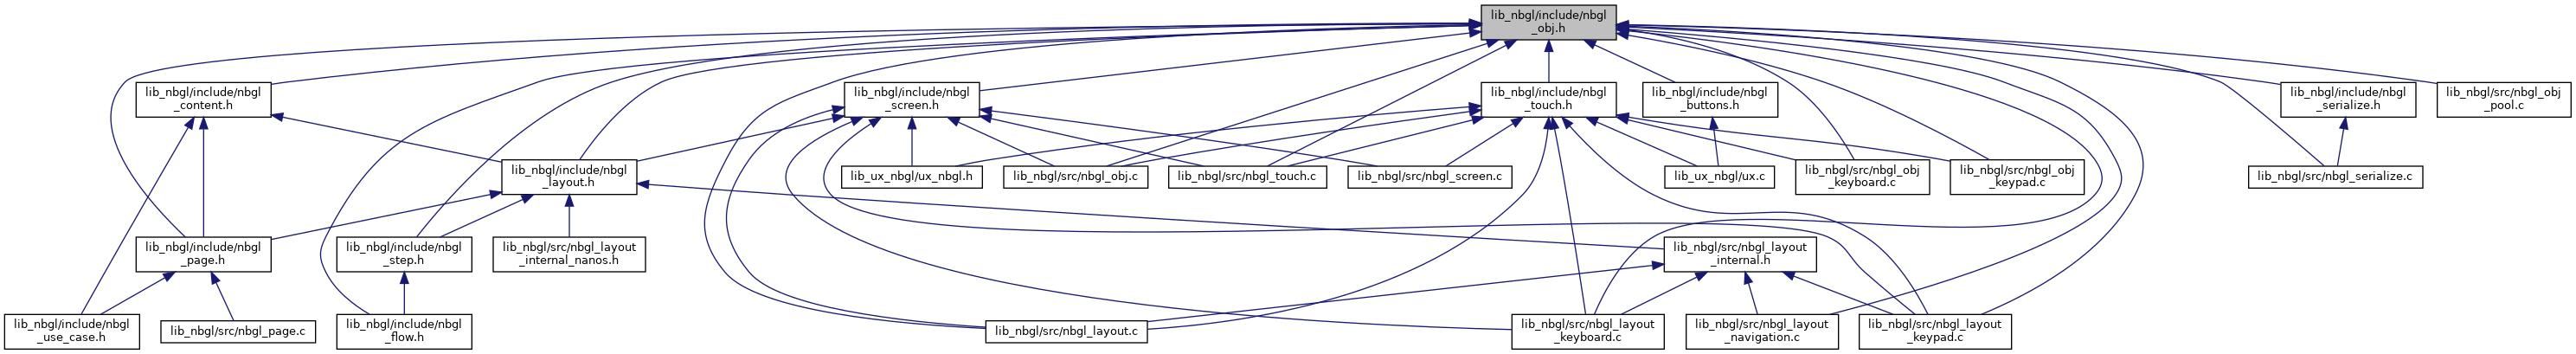 lib_nbgl/include/nbgl
_obj.h
lib_nbgl/include/nbgl
_content.h
lib_nbgl/include/nbgl
_screen.h
lib_nbgl/include/nbgl
_touch.h
lib_nbgl/include/nbgl
_buttons.h
lib_nbgl/include/nbgl
_serialize.h
lib_nbgl/src/nbgl_obj
_pool.c
lib_nbgl/include/nbgl
_layout.h
lib_ux_nbgl/ux_nbgl.h
lib_nbgl/src/nbgl_obj.c
lib_nbgl/src/nbgl_touch.c
lib_nbgl/src/nbgl_screen.c
lib_ux_nbgl/ux.c
lib_nbgl/src/nbgl_obj
_keyboard.c
lib_nbgl/src/nbgl_obj
_keypad.c
lib_nbgl/src/nbgl_serialize.c
lib_nbgl/include/nbgl
_page.h
lib_nbgl/include/nbgl
_step.h
lib_nbgl/src/nbgl_layout
_internal_nanos.h
lib_nbgl/src/nbgl_layout
_internal.h
lib_nbgl/include/nbgl
_use_case.h
lib_nbgl/src/nbgl_page.c
lib_nbgl/include/nbgl
_flow.h
lib_nbgl/src/nbgl_layout.c
lib_nbgl/src/nbgl_layout
_keyboard.c
lib_nbgl/src/nbgl_layout
_navigation.c
lib_nbgl/src/nbgl_layout
_keypad.c